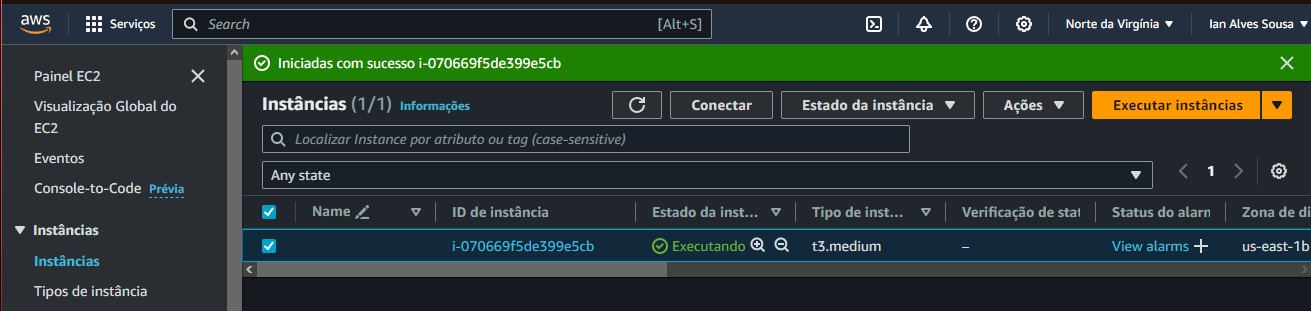 aws Serviços Search [Alt+S] Norte da Virgínia Ian Alves Sousa
Painel EC2
Visualização Global do
EC2
Eventos
Console-to-Code Prévia
Instâncias
Instâncias
Tipos de instância
Iniciadas com sucesso i-070669f5de399e5cb
Instâncias (1/1) Informações Conectar Estado da instância Ações Executar instâncias
Localizar Instance por atributo ou tag (case-sensitive)
Any state 1
Name ID de instância Estado da inst... Tipo de inst... Verificação de stat Status do alarm Zona de di
i-070669f5de399e5cb Executando t3.medium – View alarms + us-east-1b